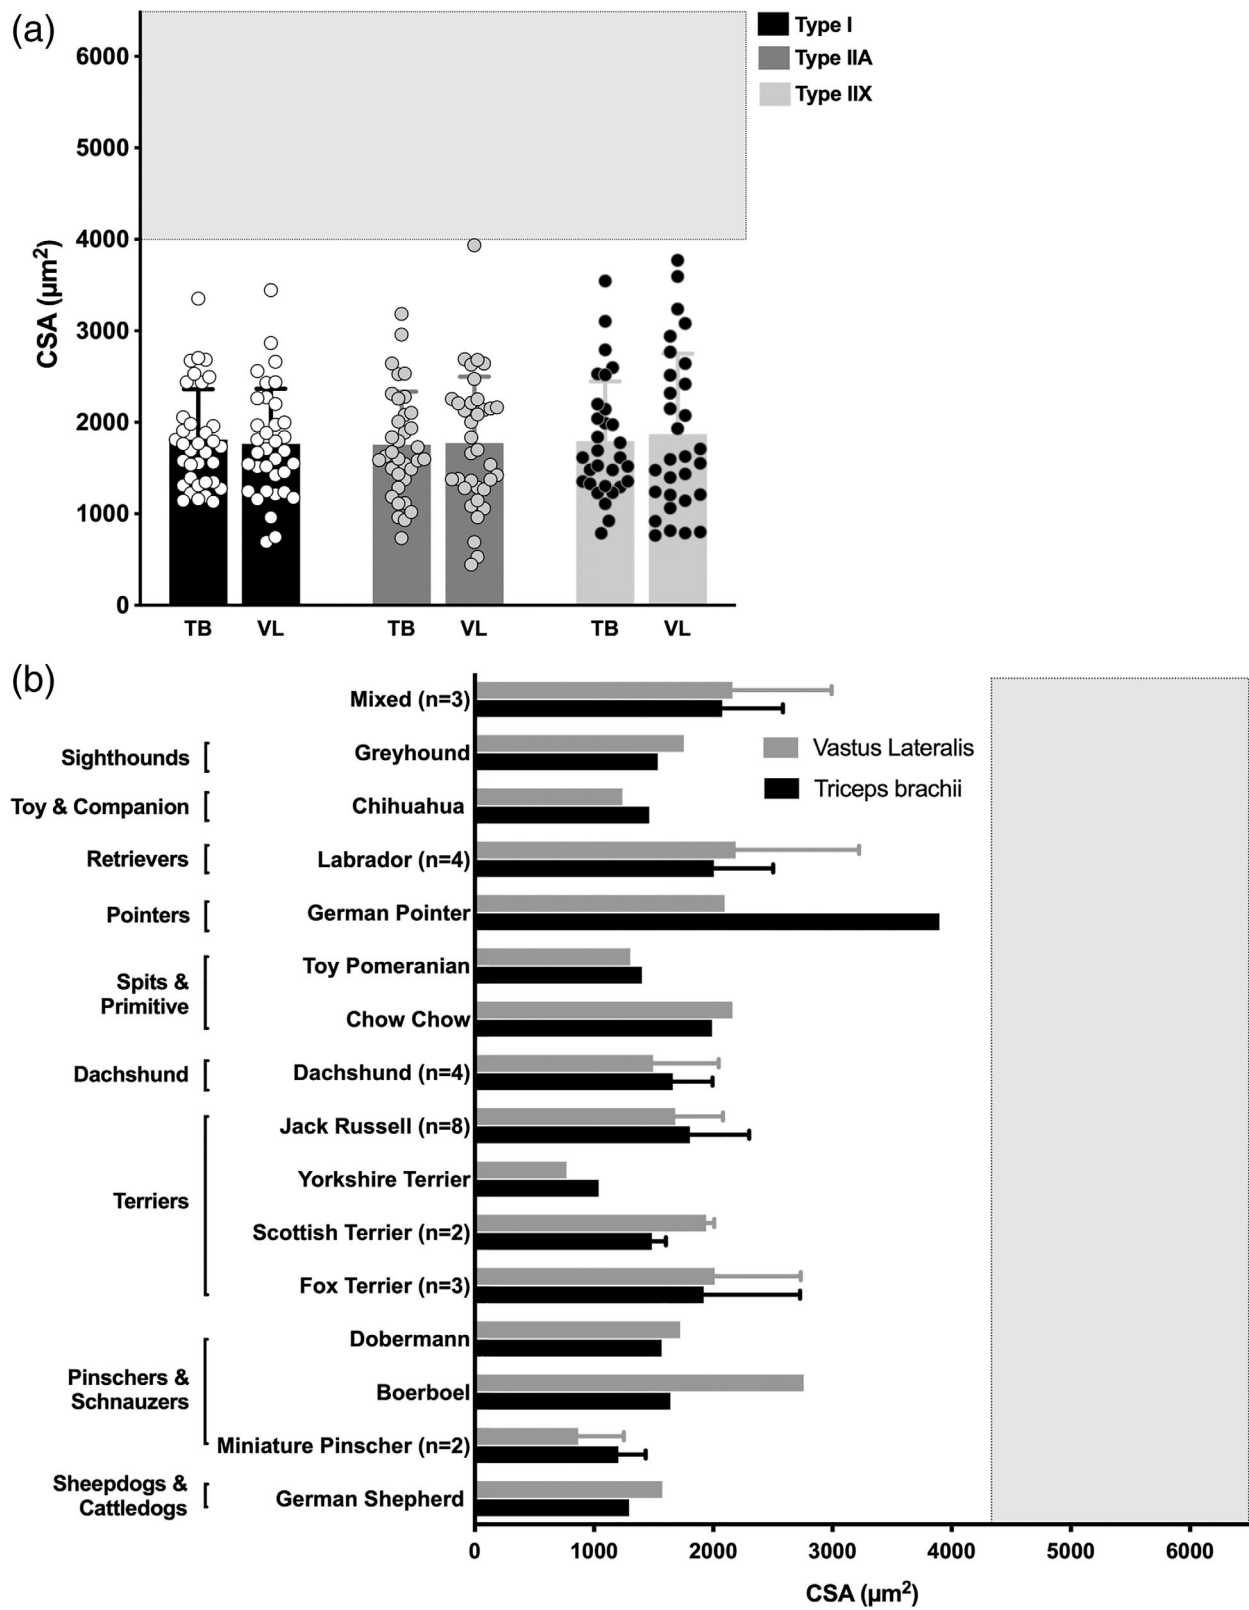 (a)
6000
5000
4000
3000
2000
1000
0
CSA (µm²)
TB VL TB VL TB VL
Type I
Type IIA
Type IIX
(b)
Mixed (n=3)
Sighthounds
Greyhound
Toy & Companion
Chihuahua
Retrievers
Labrador (n=4)
Pointers
German Pointer
Spits &
Primitive
Toy Pomeranian
Chow Chow
Dachshund
Dachshund (n=4)
Terriers
Jack Russell (n=8)
Yorkshire Terrier
Scottish Terrier (n=2)
Fox Terrier (n=3)
Pinschers &
Schnauzers
Dobermann
Boerboel
Miniature Pinscher (n=2)
Sheepdogs &
Cattledogs
German Shepherd
Vastus Lateralis
Triceps brachii
0 1000 2000 3000 4000 5000 6000
CSA (µm²)